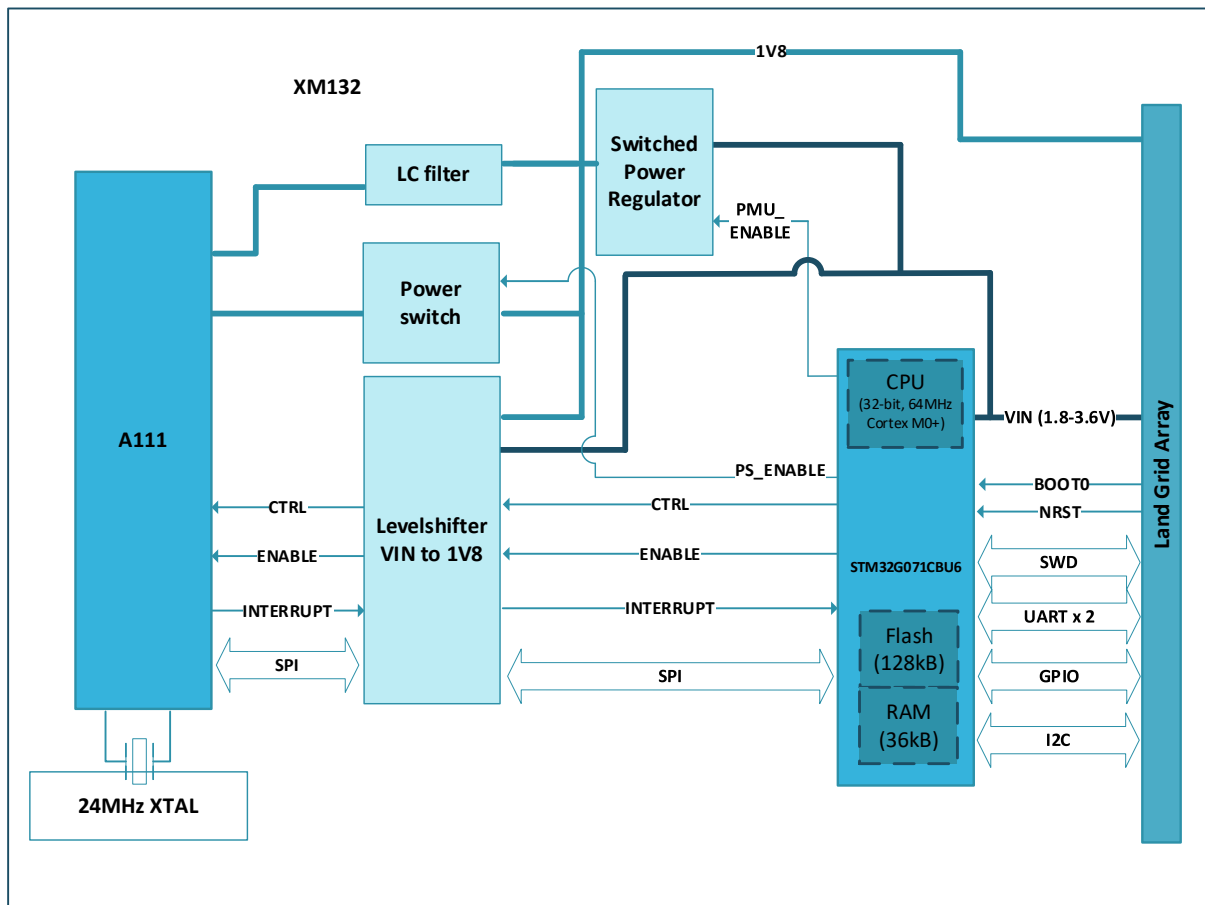 1V8
XM132
Switched
Power
Regulator
LC filter
PMU_
ENABLE
Power
switch
CPU
(32-bit, 64MHz
Cortex M0+)
VIN (1.8-3.6V)
Land Grid Array
A111
PS_ENABLE
BOOT0
CTRL
CTRL
NRST
Levelshifter
VIN to 1V8
ENABLE
ENABLE
STM32G071CBU6
SWD
INTERRUPT
INTERRUPT
UART x 2
Flash
(128kB)
SPI
SPI
GPIO
RAM
(36kB)
I2C
24MHz XTAL